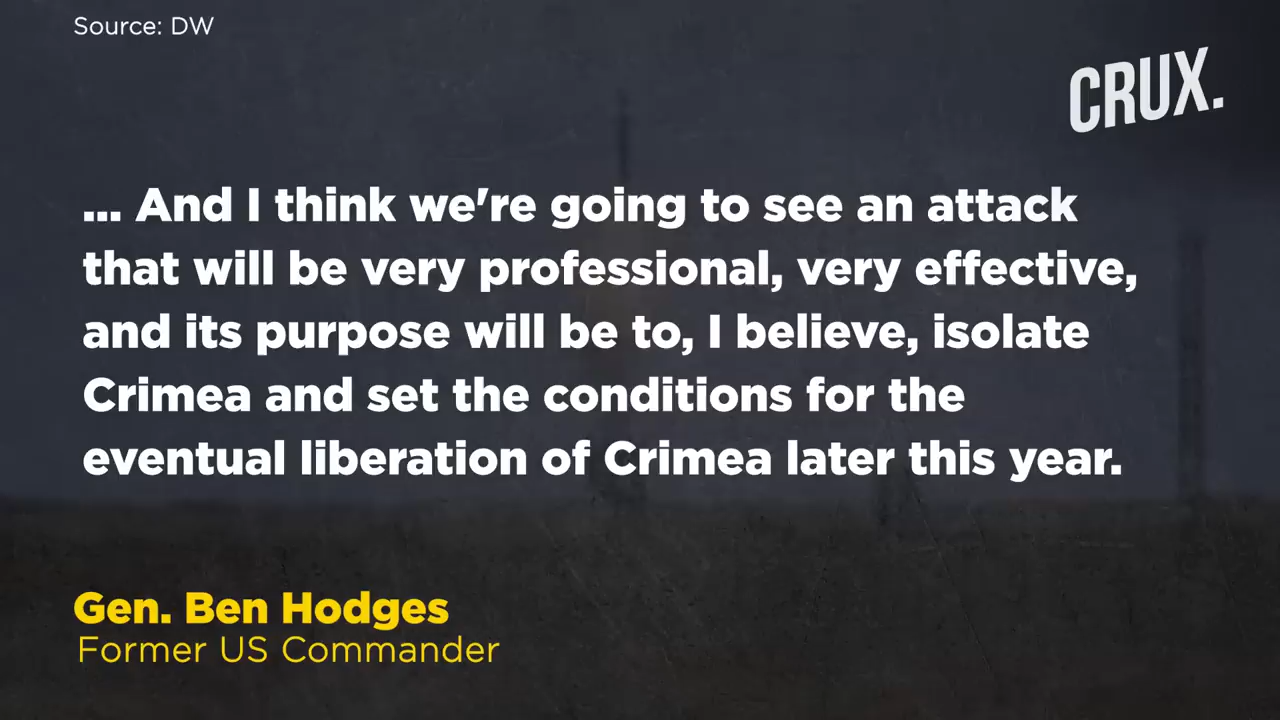 Source: DW
CRUX.
... And I think we're going to see an attack
that will be very professional, very effective,
and its purpose will be to, I believe, isolate
Crimea and set the conditions for the
eventual liberation of Crimea later this year.
Gen. Ben Hodges
Former US Commander